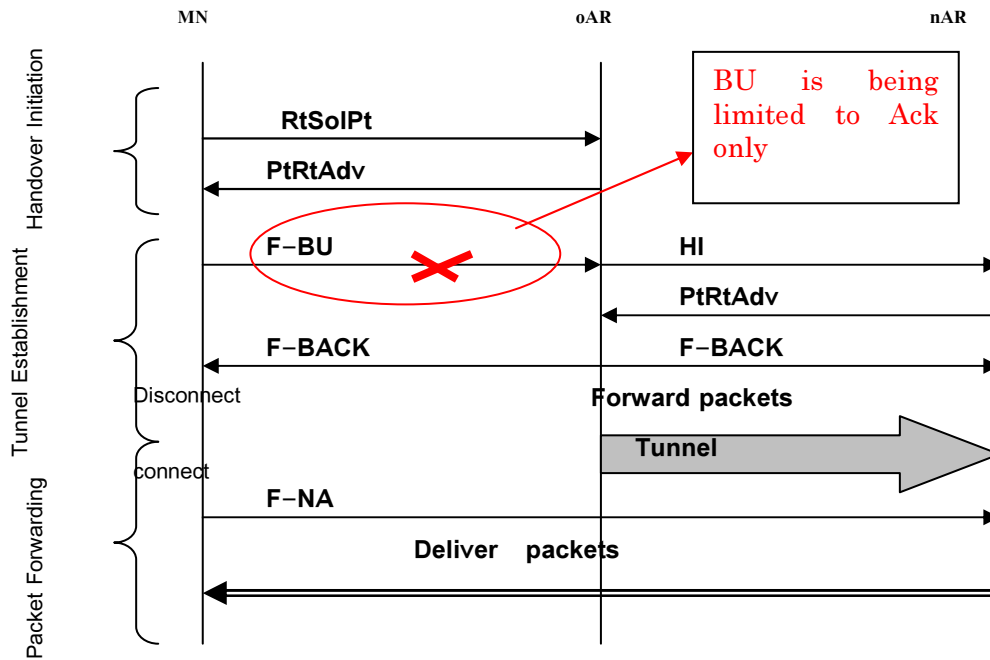 MN oAR nAR
Handover Initiation
BU is being
limited to Ack
only
RtSolPt
PtRtAdv
Tunnel Establishment
F–BU HI
PtRtAdv
F–BACK F–BACK
Disconnect Forward packets
Tunnel
connect
Packet Forwarding
F–NA
Deliver packets